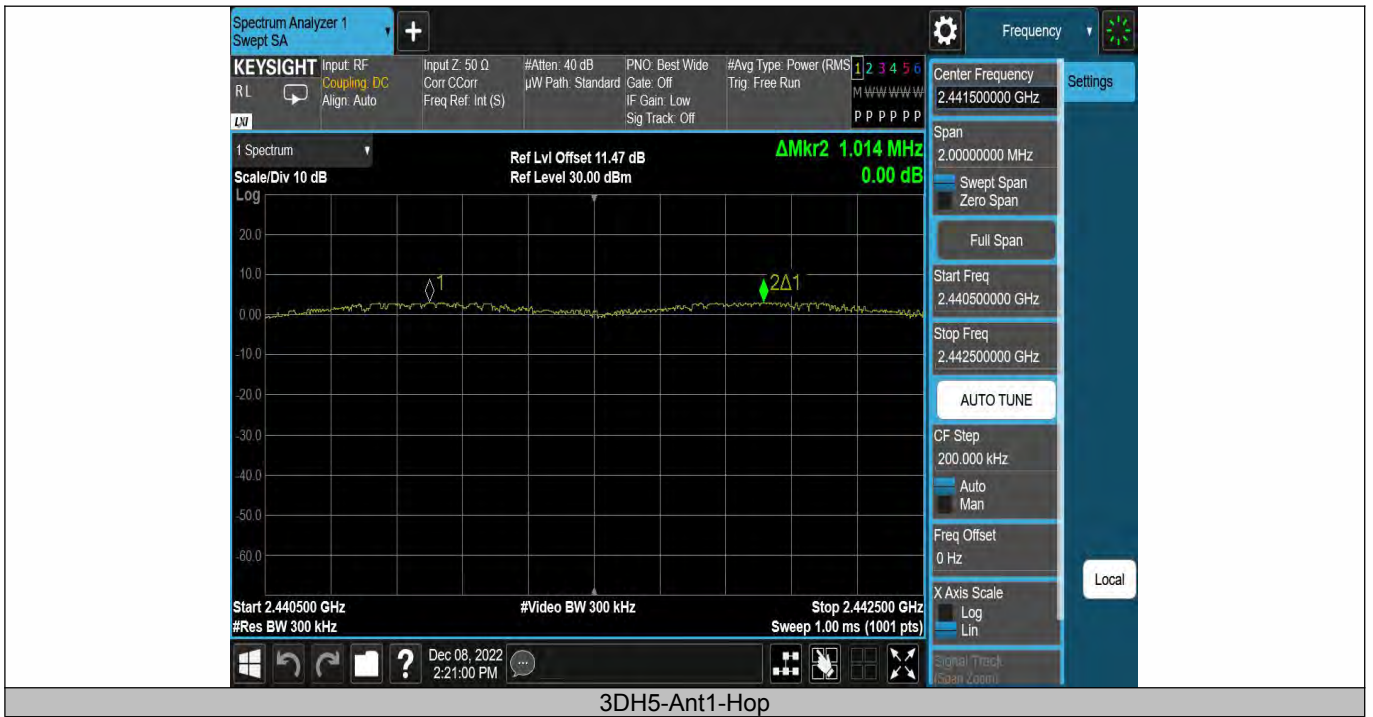 Spectrum Analyzer 1
Swept SA
+
Frequency
KEYSIGHT
RL
LXI
Input: RF
Coupling: DC
Align: Auto
Input Z: 50 Ω
Corr CCorr
Freq Ref: Int (S)
#Atten: 40 dB
µW Path: Standard
PNO: Best Wide
Gate: Off
IF Gain: Low
Sig Track: Off
#Avg Type: Power (RMS
Trig: Free Run
1 2 3 4 5 6
M W W W W W
P P P P P P
1 Spectrum
Scale/Div 10 dB
Log
Ref Lvl Offset 11.47 dB
Ref Level 30.00 dBm
ΔMkr2 1.014 MHz
0.00 dB
20.0
10.0
0.00
-10.0
-20.0
-30.0
-40.0
-50.0
-60.0
1
2Δ1
Start 2.440500 GHz
#Res BW 300 kHz
#Video BW 300 kHz
Stop 2.442500 GHz
Sweep 1.00 ms (1001 pts)
Center Frequency
2.441500000 GHz
Settings
Span
2.00000000 MHz
Swept Span
Zero Span
Full Span
Start Freq
2.440500000 GHz
Stop Freq
2.442500000 GHz
AUTO TUNE
CF Step
200.000 kHz
Auto
Man
Freq Offset
0 Hz
X Axis Scale
Log
Lin
Signal Track
(Span Zoom)
Local
?
Dec 08, 2022
2:21:00 PM
3DH5-Ant1-Hop